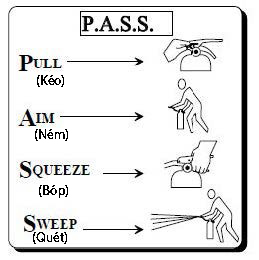 P.A.S.S.
PULL
(Kéo)
AIM
(Ném)
SQUEEZE
(Bóp)
SWEEP
(Quét)